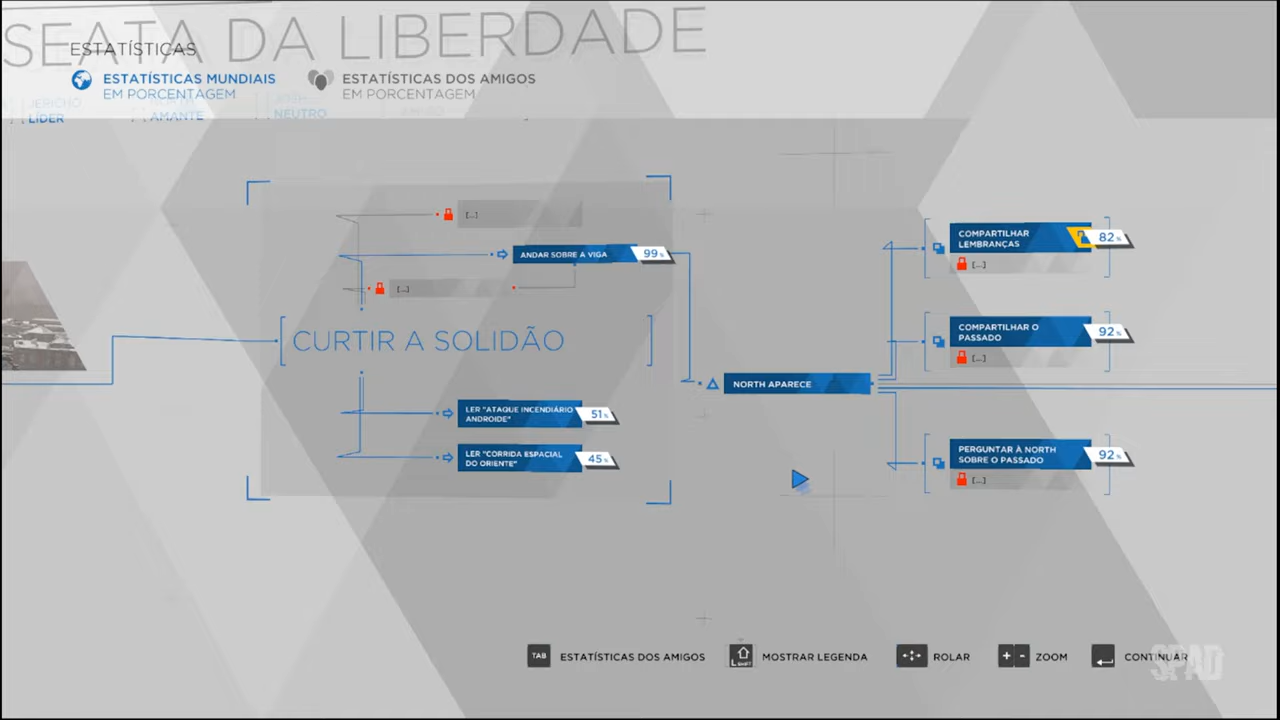 SEATA DA LIBERDADE
ESTATÍSTICAS
ESTATÍSTICAS MUNDIAIS
EM PORCENTAGEM
ESTATÍSTICAS DOS AMIGOS
EM PORCENTAGEM
JERICHO
LÍDER
AMANTE
NEUTRO
[...]
ANDAR SOBRE A VIGA
99%
[...]
CURTIR A SOLIDÃO
LER "ATAQUE INCENDIÁRIO
ANDROIDE"
51%
LER "CORRIDA ESPACIAL
DO ORIENTE"
45%
NORTH APARECE
COMPARTILHAR
LEMBRANÇAS
82%
[...]
COMPARTILHAR O
PASSADO
92%
[...]
PERGUNTAR À NORTH
SOBRE O PASSADO
92%
[...]
TAB ESTATÍSTICAS DOS AMIGOS
L SHIFT MOSTRAR LEGENDA
ROLAR
+ - ZOOM
CONTINUAR
SPAD